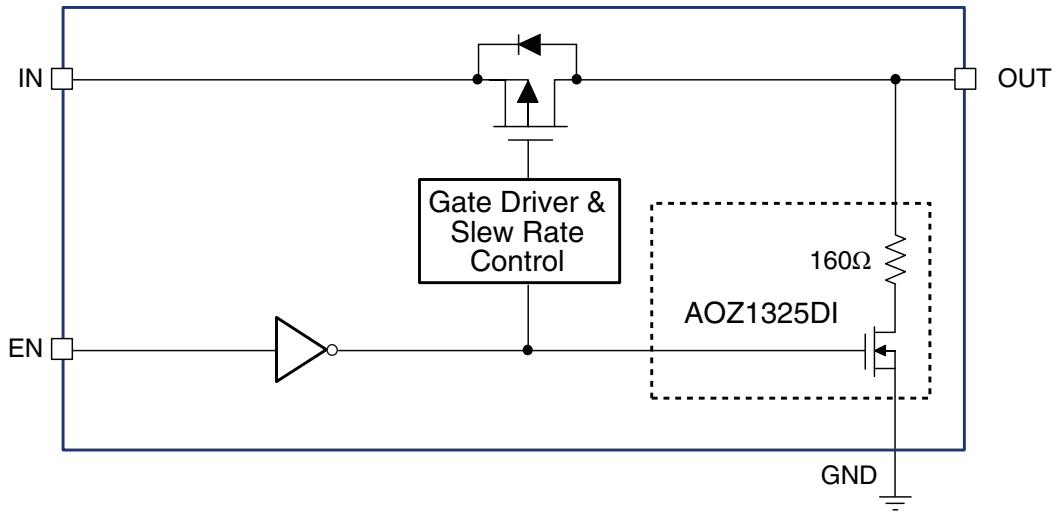 IN
OUT
Gate Driver &
Slew Rate
Control
160Ω
AOZ1325DI
EN
GND